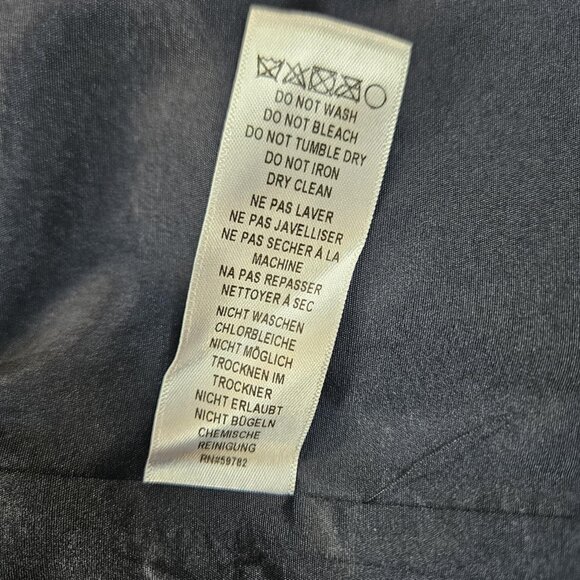 DO NOT WASH
DO NOT BLEACH
DO NOT TUMBLE DRY
DO NOT IRON
DRY CLEAN
NE PAS LAVER
NE PAS JAVELLISER
NE PAS SECHER À LA
MACHINE
NA PAS REPASSER
NETTOYER À SEC
NICHT WASCHEN
CHLORBLEICHE
NICHT MÖGLICH
TROCKNEN IM
TROCKNER
NICHT ERLAUBT
NICHT BÜGELN
CHEMISCHE
REINIGUNG
RN#59782